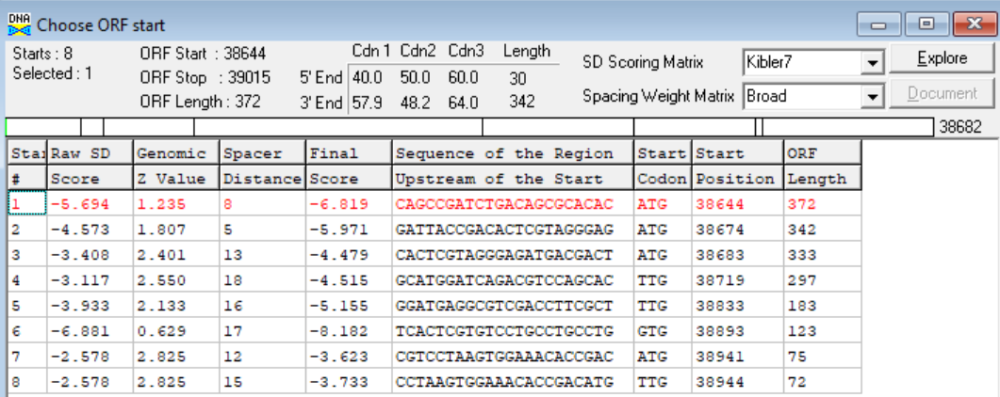 DNA Choose ORF start
Starts : 8 ORF Start : 38644 Cdn 1 Cdn2 Cdn3 Length SD Scoring Matrix Kibler7 Explore
Selected : 1 ORF Stop : 39015 5' End 40.0 50.0 60.0 30 Spacing Weight Matrix Broad Document
ORF Length : 372 3' End 57.9 48.2 64.0 342
38682
Star Raw SD Genomic Spacer Final Sequence of the Region Start Start ORF
# Score Z Value Distance Score Upstream of the Start Codon Position Length
1 -5.694 1.235 8 -6.819 CAGCCGATCTGACAGCGCACAC ATG 38644 372
2 -4.573 1.807 5 -5.971 GATTACCGACACTCGTAGGGAG ATG 38674 342
3 -3.408 2.401 13 -4.479 CACTCGTAGGGAGATGACGACT ATG 38683 333
4 -3.117 2.550 18 -4.515 GCATGGATCAGACGTCCAGCAC TTG 38719 297
5 -3.933 2.133 16 -5.155 GGATGAGGCGTCGACCTTCGCT TTG 38833 183
6 -6.881 0.629 17 -8.182 TCACTCGTGTCCTGCCTGCCTG GTG 38893 123
7 -2.578 2.825 12 -3.623 CGTCCTAAGTGGAAACACCGAC ATG 38941 75
8 -2.578 2.825 15 -3.733 CCTAAGTGGAAACACCGACATG TTG 38944 72